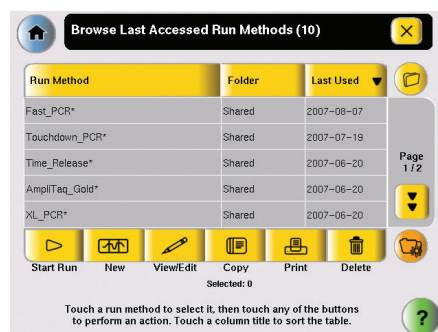 Browse Last Accessed Run Methods (10)
Run Method Folder Last Used
Fast_PCR* Shared 2007-08-07
Touchdown_PCR* Shared 2007-07-19
Time_Release* Shared 2007-06-20
AmpliTaq_Gold* Shared 2007-06-20
XL_PCR* Shared 2007-06-20
Page
1/2
Start Run New View/Edit Copy Print Delete
Selected: 0
Touch a run method to select it, then touch any of the buttons
to perform an action. Touch a column title to sort the table.
?